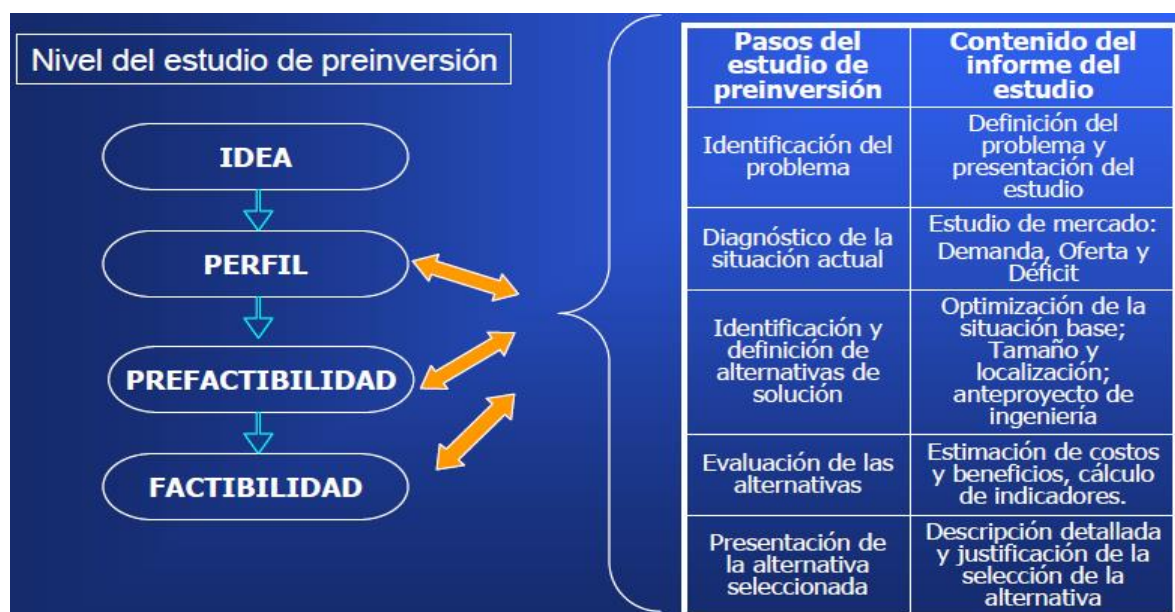 Nivel del estudio de preinversión
IDEA
PERFIL
PREFACTIBILIDAD
FACTIBILIDAD
Pasos del
estudio de
preinversión
Contenido del
informe del
estudio
Identificación del
problema
Definición del
problema y
presentación del
estudio
Diagnóstico de la
situación actual
Estudio de mercado:
Demanda, Oferta y
Déficit
Identificación y
definición de
alternativas de
solución
Optimización de la
situación base;
Tamaño y
localización;
anteproyecto de
ingeniería
Evaluación de las
alternativas
Estimación de costos
y beneficios, cálculo
de indicadores.
Presentación de
la alternativa
seleccionada
Descripción detallada
y justificación de la
selección de la
alternativa